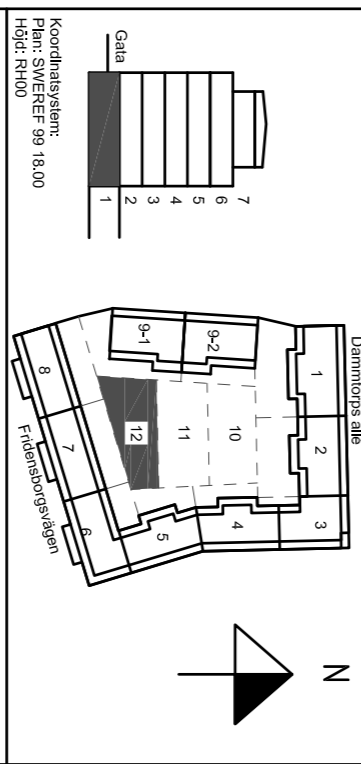 Dammtorps alle
N
Gata
1
2
3
4
5
6
7
1
2
3
4
5
6
7
8
9-1
9-2
10
11
12
Fridensborgsvägen
Koordinatsystem:
Plan: SWEREF 99 18.00
Höjd: RH00